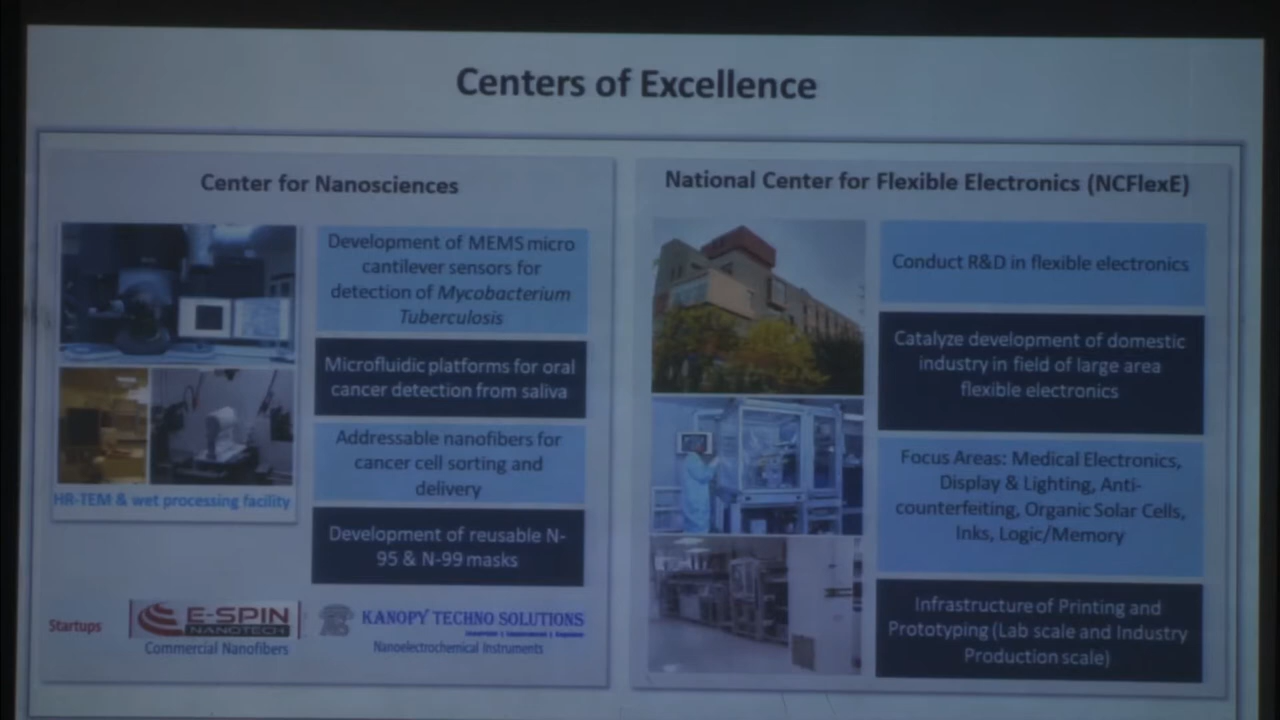 Centers of Excellence
Center for Nanosciences
Development of MEMS micro
cantilever sensors for
detection of Mycobacterium
Tuberculosis
Microfluidic platforms for oral
cancer detection from saliva
Addressable nanofibers for
cancer cell sorting and
delivery
Development of reusable N-
95 & N-99 masks
HR-TEM & wet processing facility
Startups
E-SPIN
NANOTECH
Commercial Nanofibers
KANOPY TECHNO SOLUTIONS
Nanoelectrochemical Instruments
National Center for Flexible Electronics (NCFlexE)
Conduct R&D in flexible electronics
Catalyze development of domestic
industry in field of large area
flexible electronics
Focus Areas: Medical Electronics,
Display & Lighting, Anti-
counterfeiting, Organic Solar Cells,
Inks, Logic/Memory
Infrastructure of Printing and
Prototyping (Lab scale and Industry
Production scale)